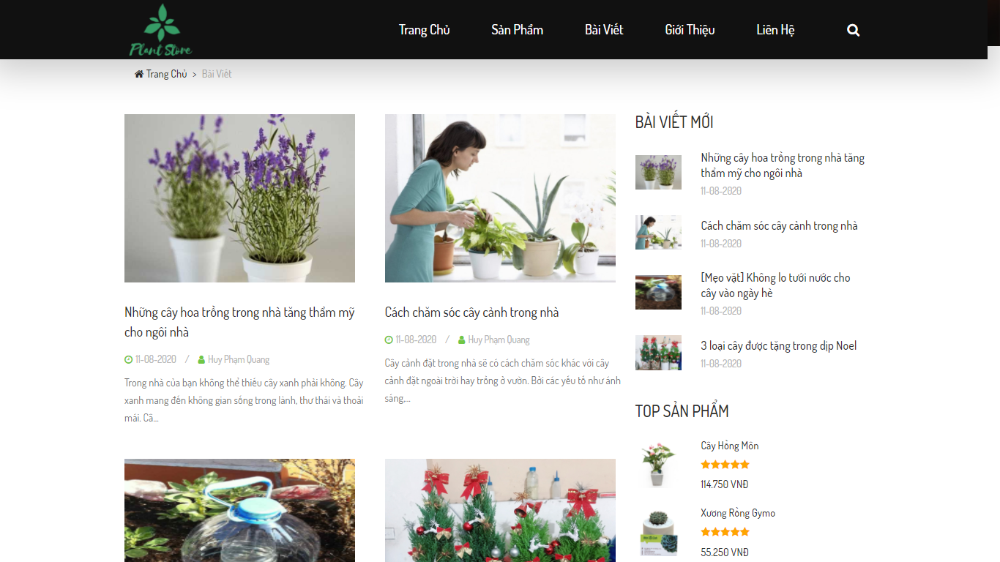 Plant Store
Trang Chủ
Sản Phẩm
Bài Viết
Giới Thiệu
Liên Hệ
Trang Chủ > Bài Viết
Những cây hoa trồng trong nhà tăng thẩm mỹ
cho ngôi nhà
11-08-2020 / Huy Phạm Quang
Trong nhà của bạn không thể thiếu cây xanh phải không. Cây
xanh mang đến không gian sống trong lành, thư thái và thoải
mái. Câ...
Cách chăm sóc cây cảnh trong nhà
11-08-2020 / Huy Phạm Quang
Cây cảnh đặt trong nhà sẽ có cách chăm sóc khác với cây
cảnh đặt ngoài trời hay trồng ở vườn. Bởi các yếu tố như ánh
sáng,...
BÀI VIẾT MỚI
Những cây hoa trồng trong nhà tăng
thẩm mỹ cho ngôi nhà
11-08-2020
Cách chăm sóc cây cảnh trong nhà
11-08-2020
[Mẹo vặt] Không lo tưới nước cho
cây vào ngày hè
11-08-2020
3 loại cây được tặng trong dịp Noel
11-08-2020
TOP SẢN PHẨM
Cây Hồng Môn
114.750 VNĐ
Xương Rồng Gymo
55.250 VNĐ